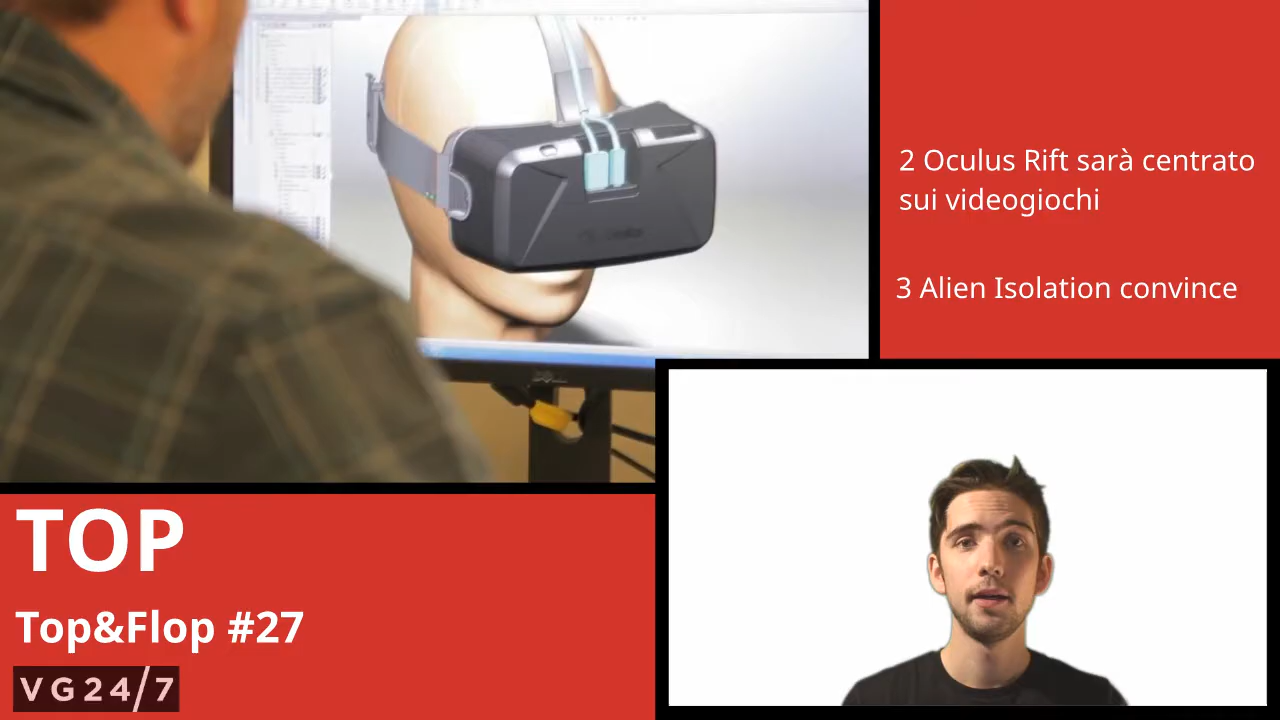 2 Oculus Rift sarà centrato
sui videogiochi
3 Alien Isolation convince
TOP
Top&Flop #27
VG24/7